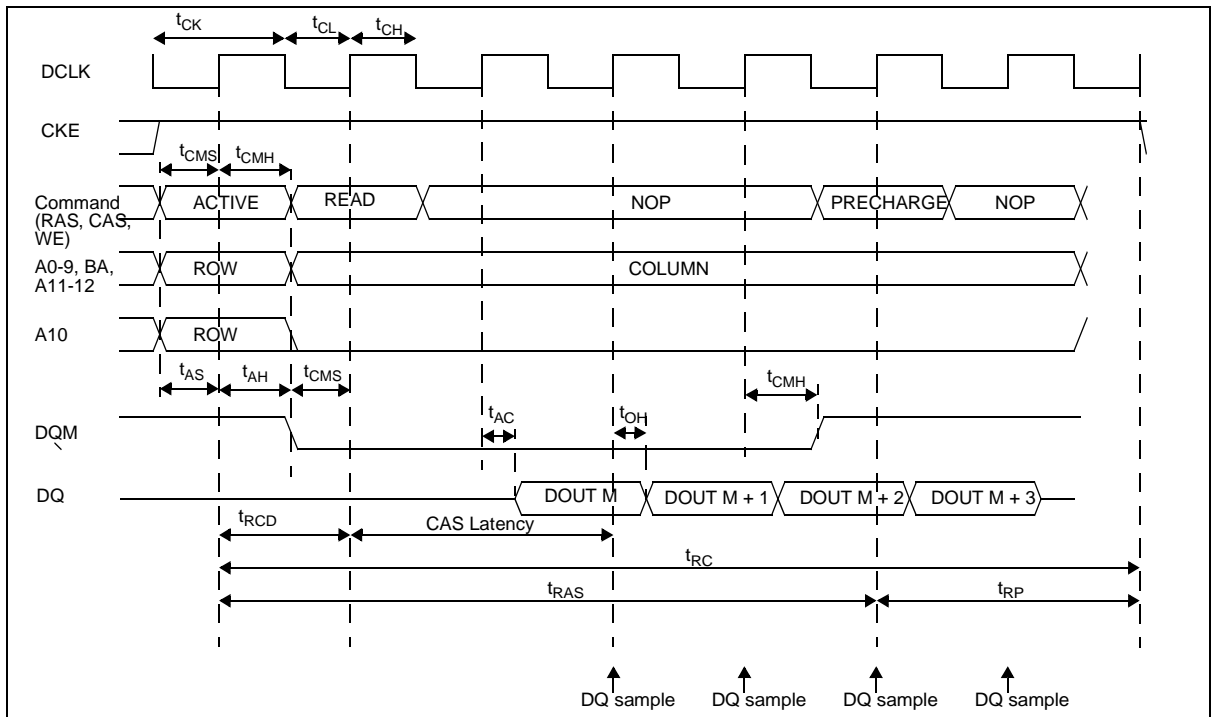 tCK tCL tCH
DCLK
CKE
tCMS tCMH
Command
(RAS, CAS,
WE)
ACTIVE READ NOP PRECHARGE NOP
A0-9, BA,
A11-12
ROW COLUMN
A10 ROW
tAS tAH tCMS tCMH
tAC tOH
DQM
DQ DOUT M DOUT M + 1 DOUT M + 2 DOUT M + 3
tRCD CAS Latency
tRC
tRAS tRP
DQ sample DQ sample DQ sample DQ sample